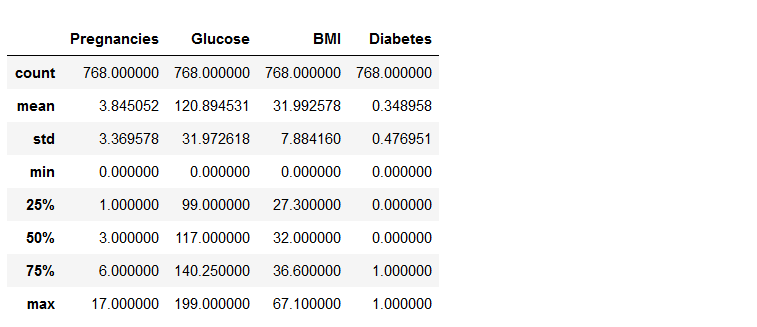 Pregnancies Glucose BMI Diabetes
count 768.000000 768.000000 768.000000 768.000000
mean 3.845052 120.894531 31.992578 0.348958
std 3.369578 31.972618 7.884160 0.476951
min 0.000000 0.000000 0.000000 0.000000
25% 1.000000 99.000000 27.300000 0.000000
50% 3.000000 117.000000 32.000000 0.000000
75% 6.000000 140.250000 36.600000 1.000000
max 17.000000 199.000000 67.100000 1.000000